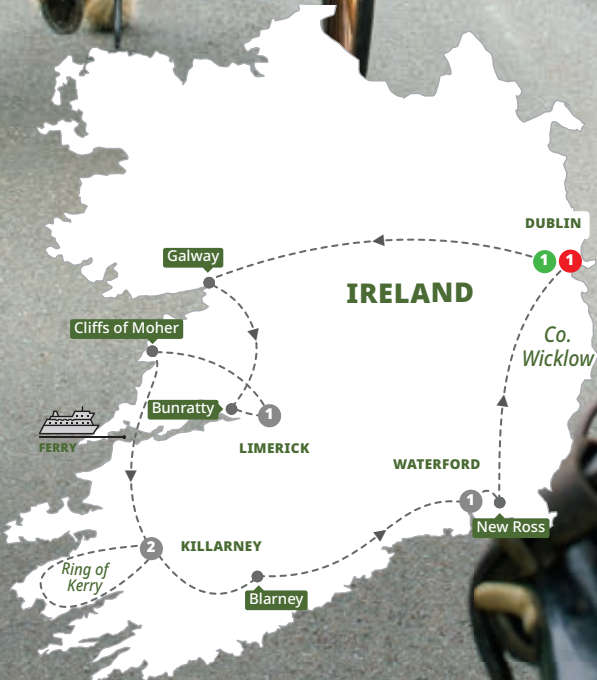 DUBLIN
1 1
Galway
IRELAND
Cliffs of Moher
Co.
Wicklow
Bunratty
1
FERRY
LIMERICK
WATERFORD
1
New Ross
2
KILLARNEY
Ring of
Kerry
Blarney